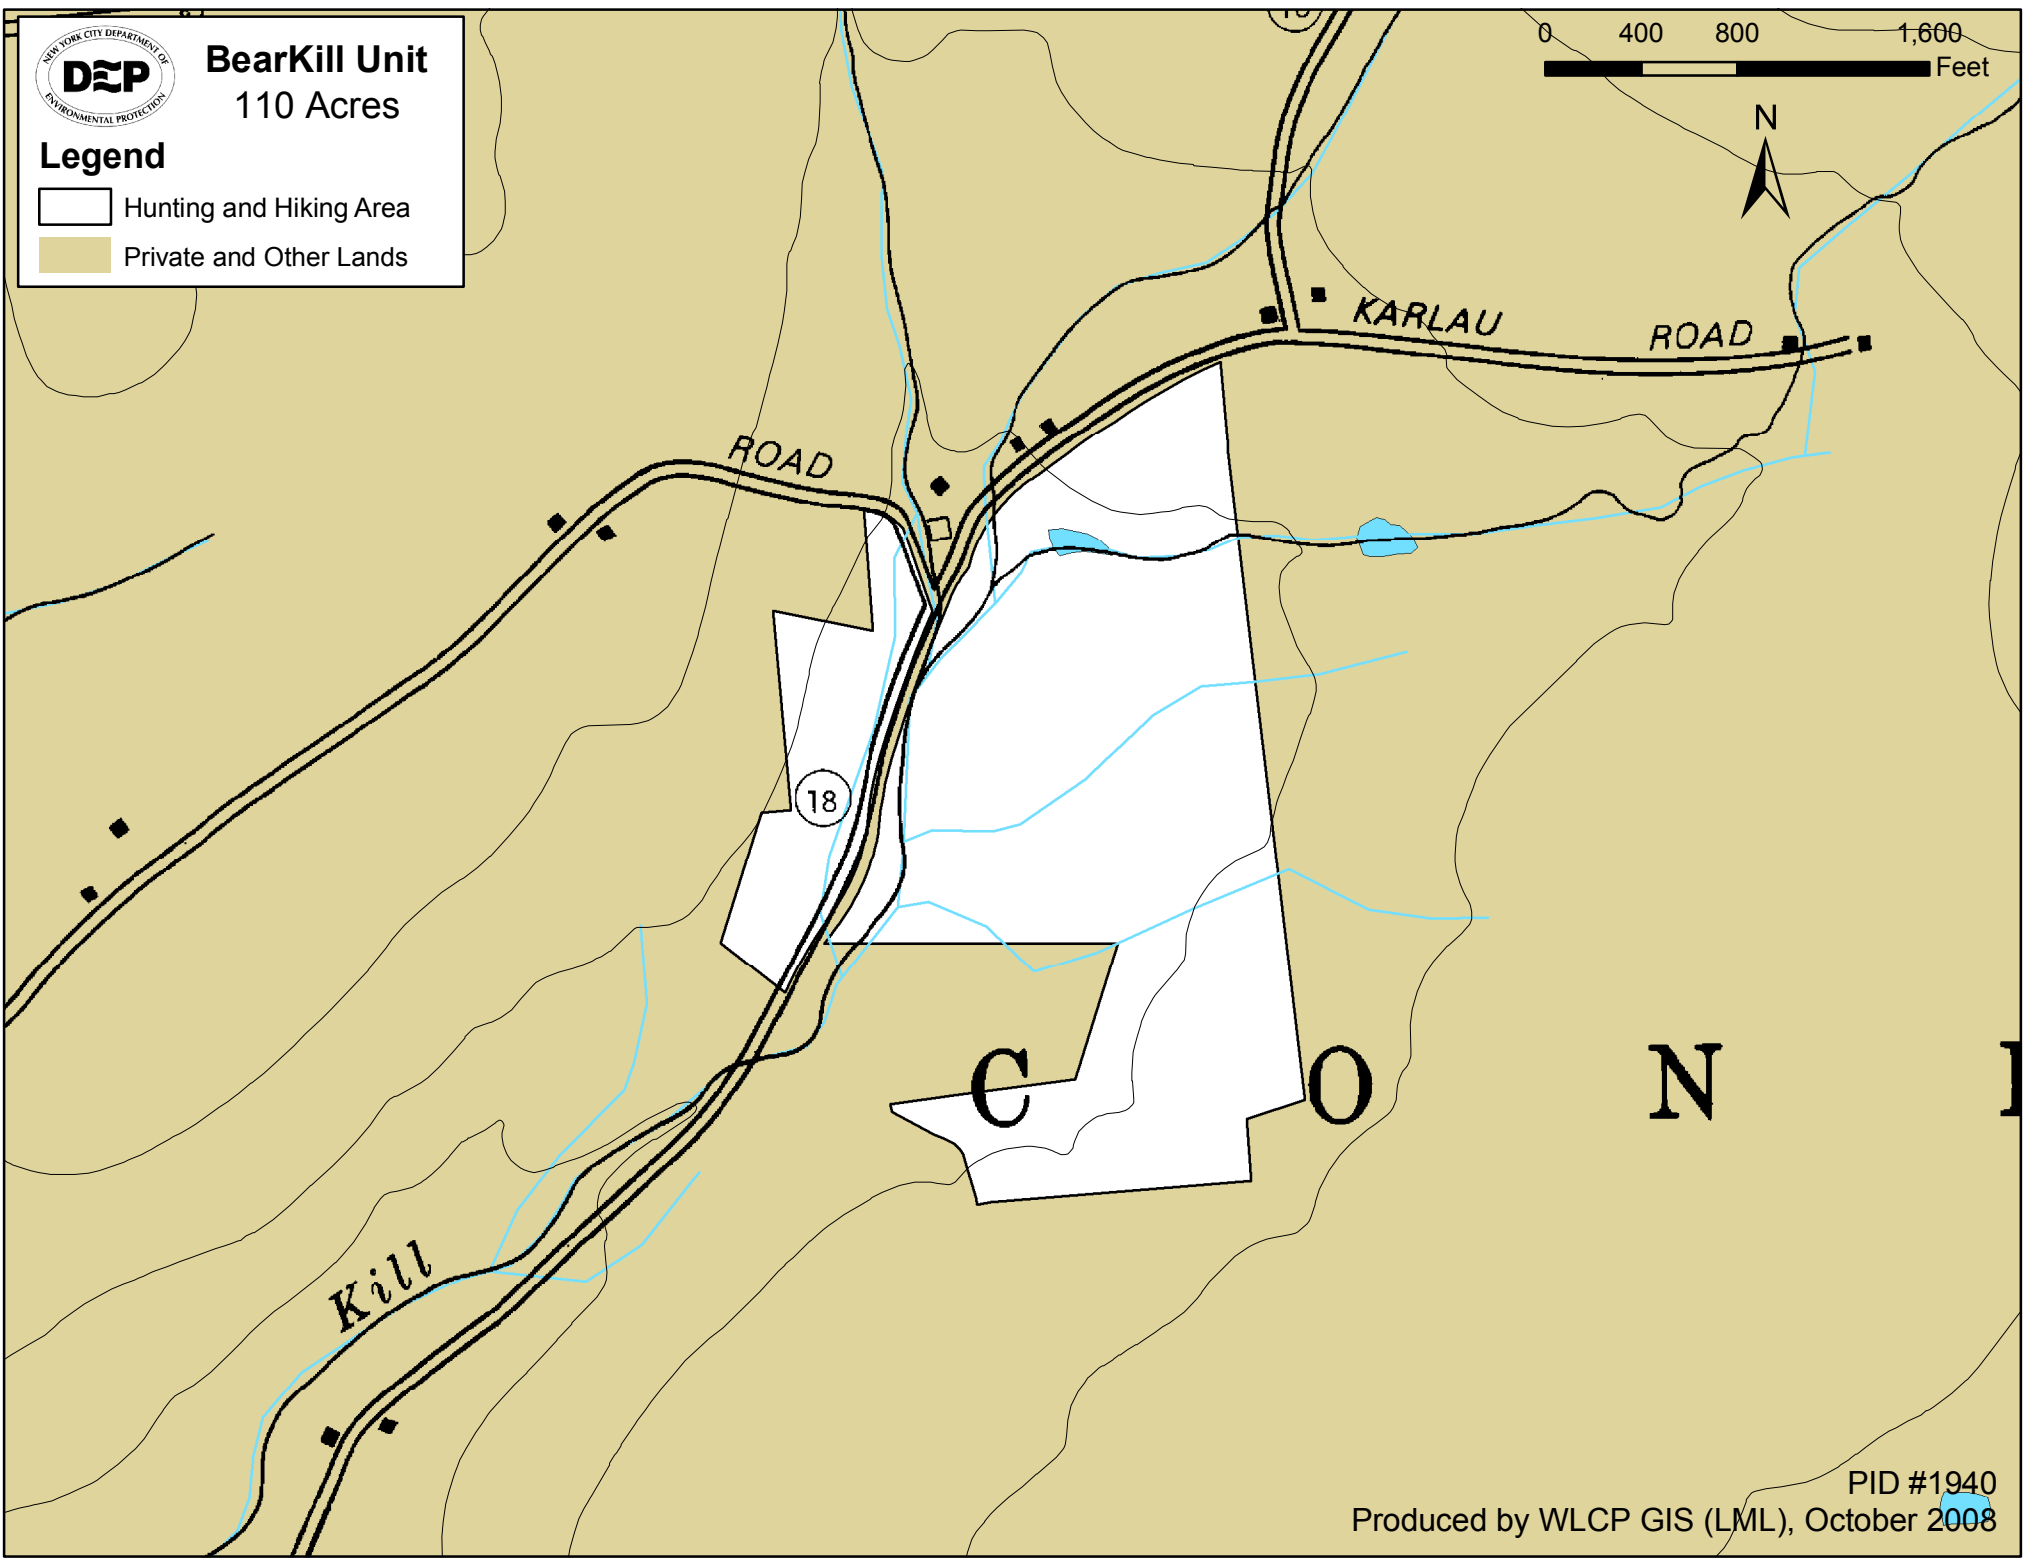 NEW YORK CITY DEPARTMENT OF
DEP
ENVIRONMENTAL PROTECTION
BearKill Unit
110 Acres
Legend
Hunting and Hiking Area
Private and Other Lands
0 400 800 1,600
Feet
N
KARLAU ROAD
ROAD
18
C O N
Kill
PID #1940
Produced by WLCP GIS (LML), October 2008